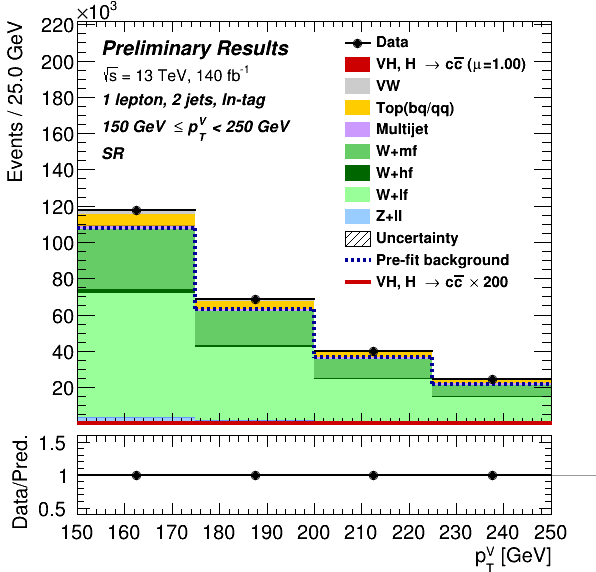 ×10³
Events / 25.0 GeV
220
200
180
160
140
120
100
80
60
40
20
Preliminary Results
√s = 13 TeV, 140 fb⁻¹
1 lepton, 2 jets, ln-tag
150 GeV ≤ p_T^V < 250 GeV
SR
Data
VH, H → cc̅ (μ=1.00)
VW
Top(bq/qq)
Multijet
W+mf
W+hf
W+lf
Z+ll
Uncertainty
Pre-fit background
VH, H → cc̅ × 200
Data/Pred.
1.5
1
0.5
150 160 170 180 190 200 210 220 230 240 250
p_T^V [GeV]